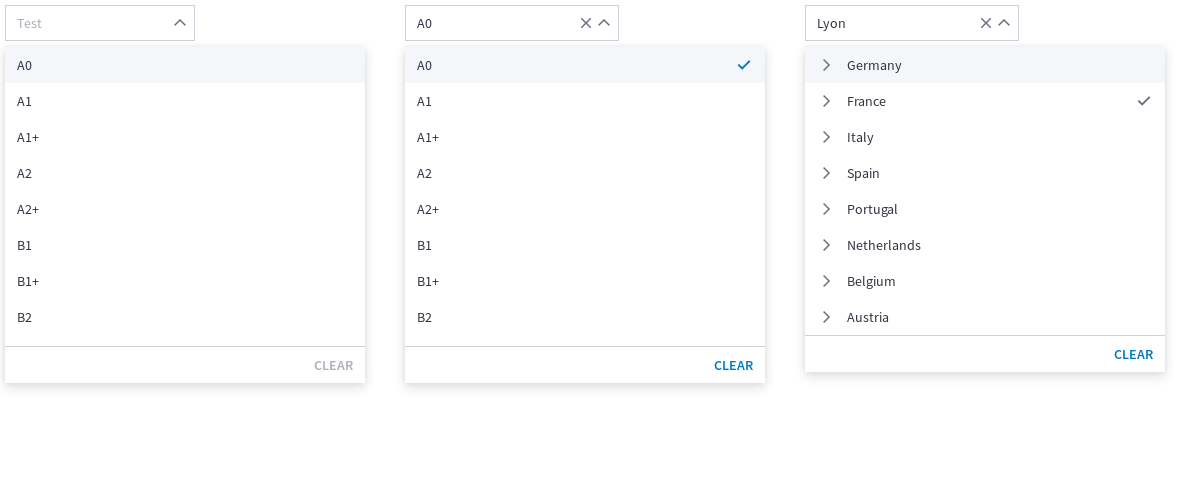 Test
A0
A1
A1+
A2
A2+
B1
B1+
B2
CLEAR
A0
A0
A1
A1+
A2
A2+
B1
B1+
B2
CLEAR
Lyon
Germany
France
Italy
Spain
Portugal
Netherlands
Belgium
Austria
CLEAR